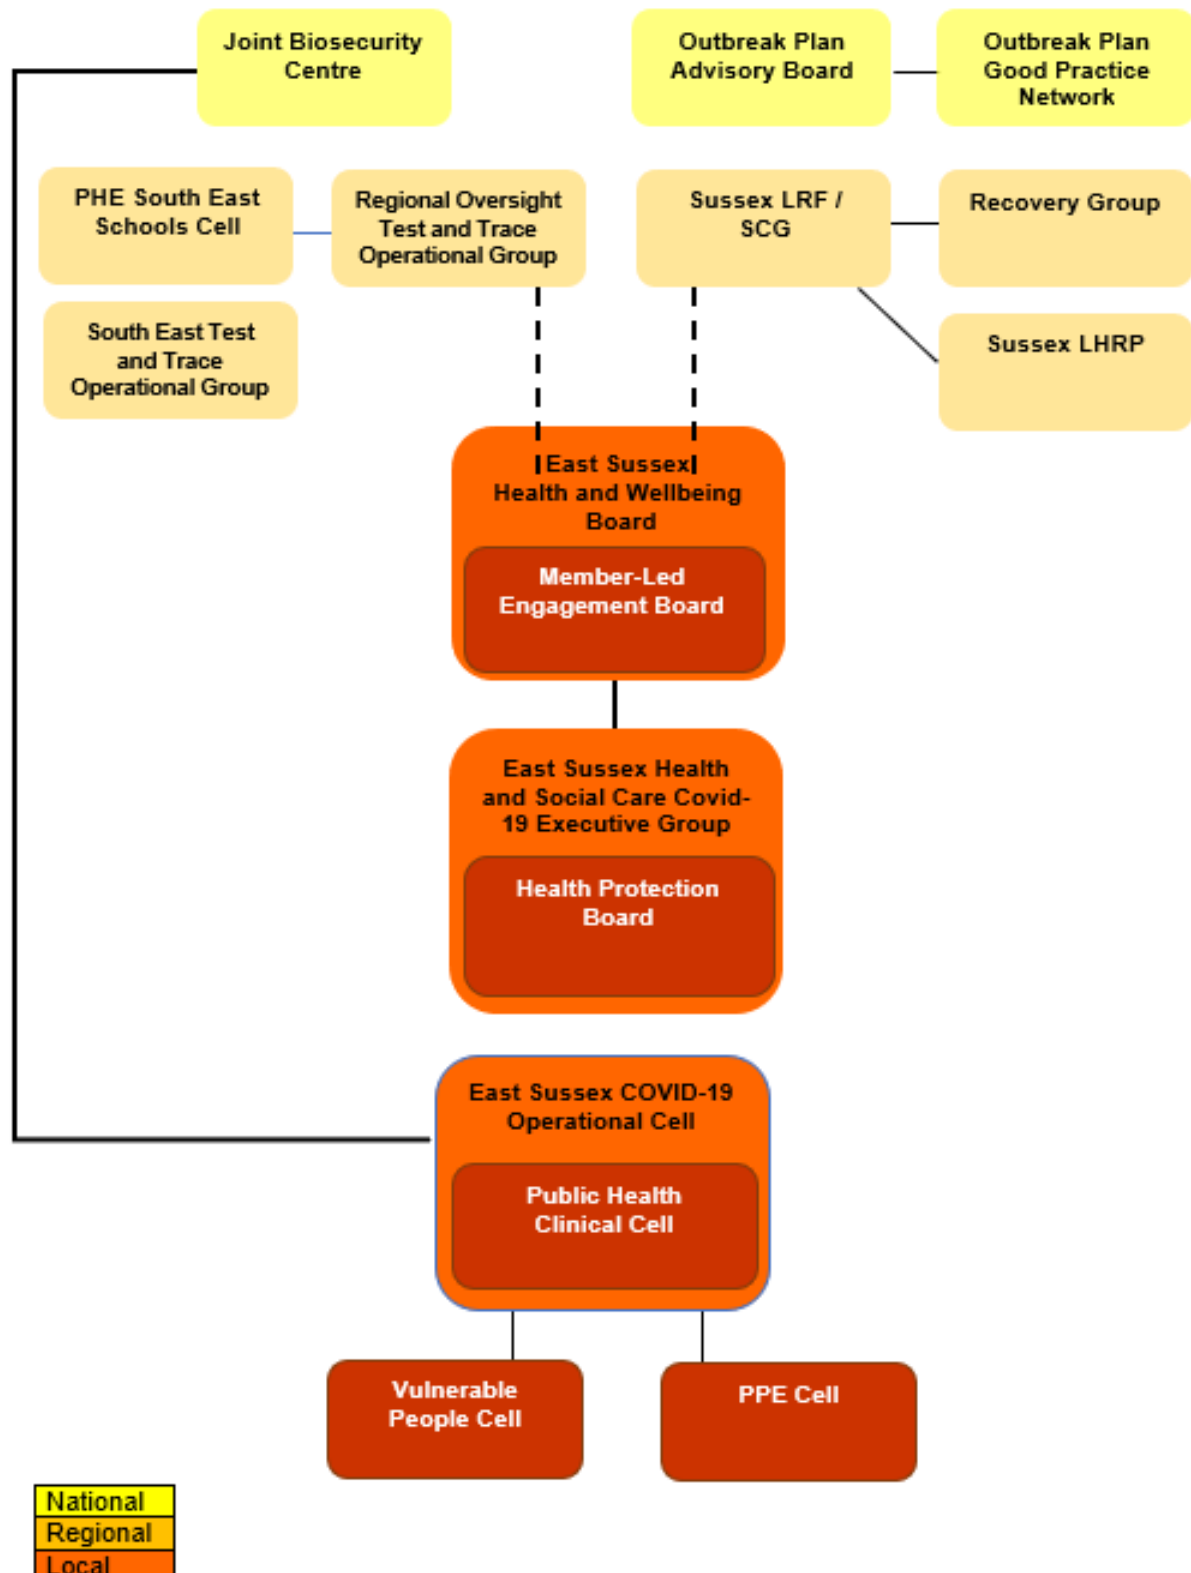 Joint Biosecurity
Centre
Outbreak Plan
Advisory Board
Outbreak Plan
Good Practice
Network
PHE South East
Schools Cell
Regional Oversight
Test and Trace
Operational Group
Sussex LRF /
SCG
Recovery Group
South East Test
and Trace
Operational Group
Sussex LHRP
East Sussex
Health and Wellbeing
Board
Member-Led
Engagement Board
East Sussex Health
and Social Care Covid-
19 Executive Group
Health Protection
Board
East Sussex COVID-19
Operational Cell
Public Health
Clinical Cell
Vulnerable
People Cell
PPE Cell
National
Regional
Local